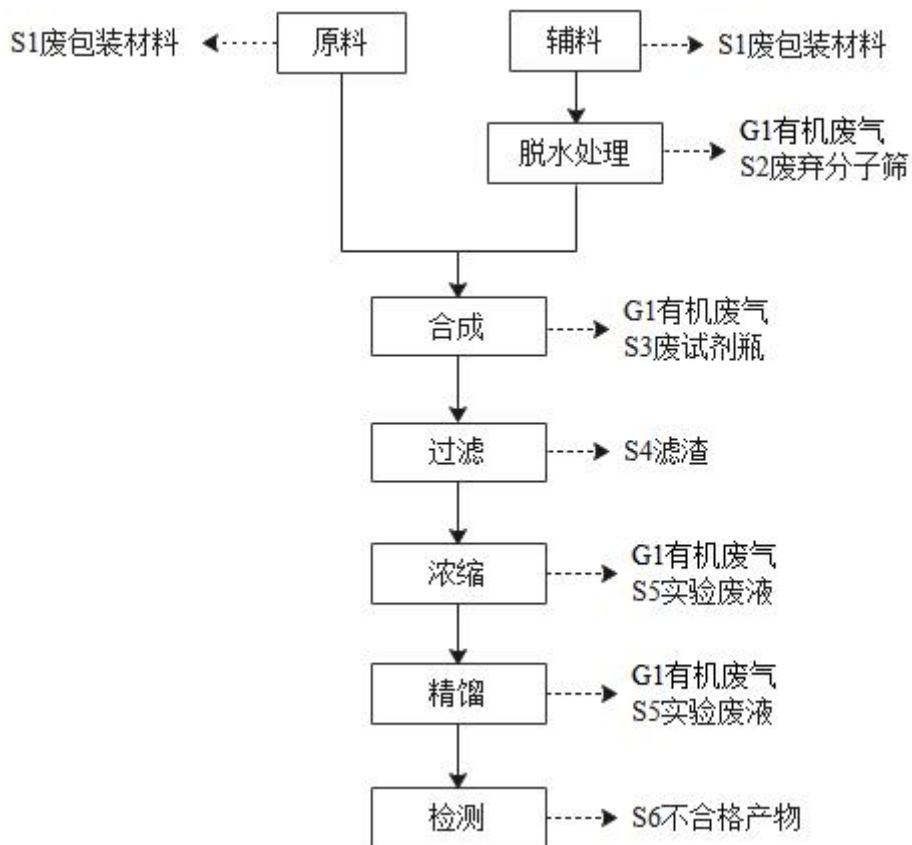 S1废包装材料
原料
辅料
S1废包装材料
脱水处理
G1有机废气
S2废弃分子筛
合成
G1有机废气
S3废试剂瓶
过滤
S4滤渣
浓缩
G1有机废气
S5实验废液
精馏
G1有机废气
S5实验废液
检测
S6不合格产物